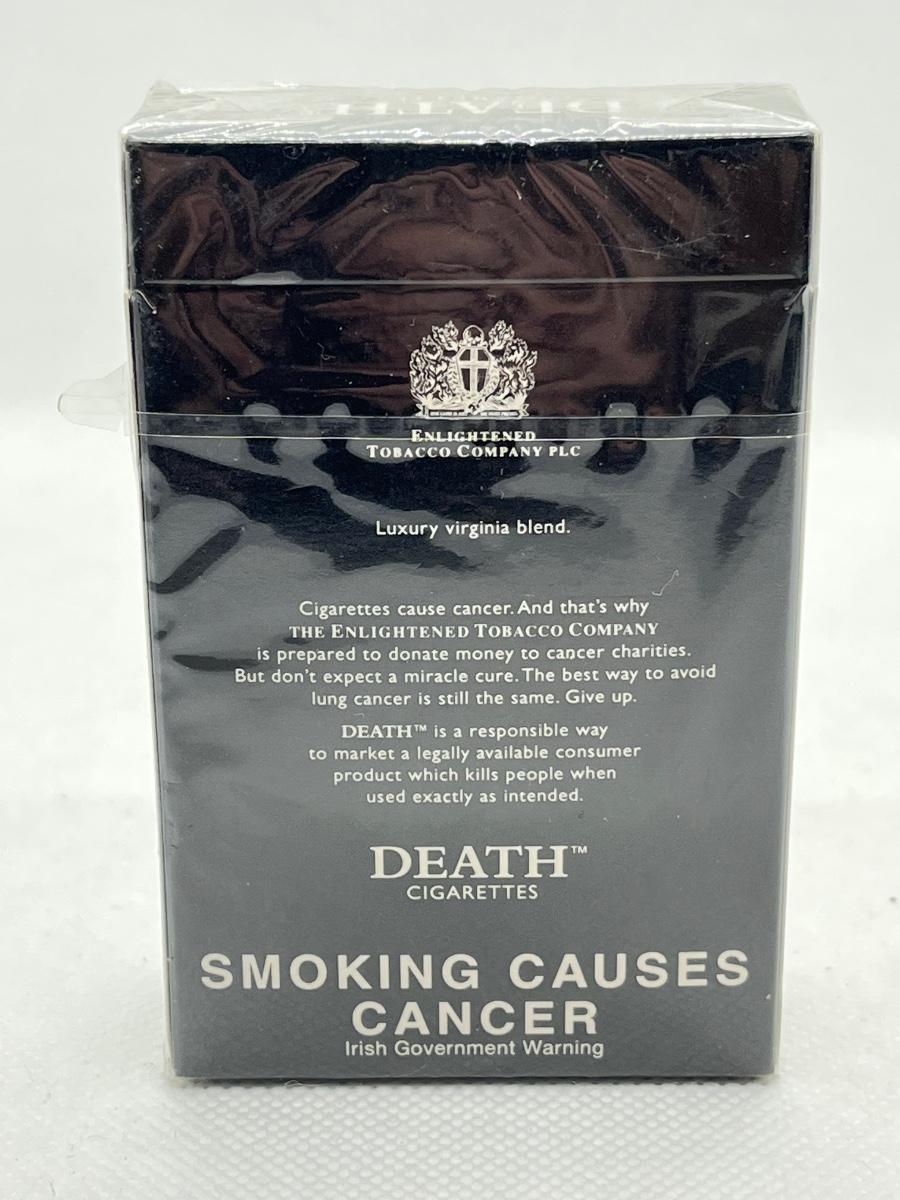 DEATH
ENLIGHTENED
TOBACCO COMPANY PLC
Luxury virginia blend.
Cigarettes cause cancer. And that's why
THE ENLIGHTENED TOBACCO COMPANY
is prepared to donate money to cancer charities.
But don't expect a miracle cure. The best way to avoid
lung cancer is still the same. Give up.
DEATH™ is a responsible way
to market a legally available consumer
product which kills people when
used exactly as intended.
DEATH™
CIGARETTES
SMOKING CAUSES
CANCER
Irish Government Warning